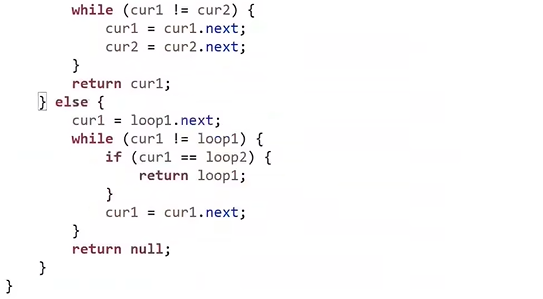 while (cur1 != cur2) {
cur1 = cur1.next;
cur2 = cur2.next;
}
return cur1;
} else {
cur1 = loop1.next;
while (cur1 != loop1) {
if (cur1 == loop2) {
return loop1;
}
cur1 = cur1.next;
}
return null;
}
}